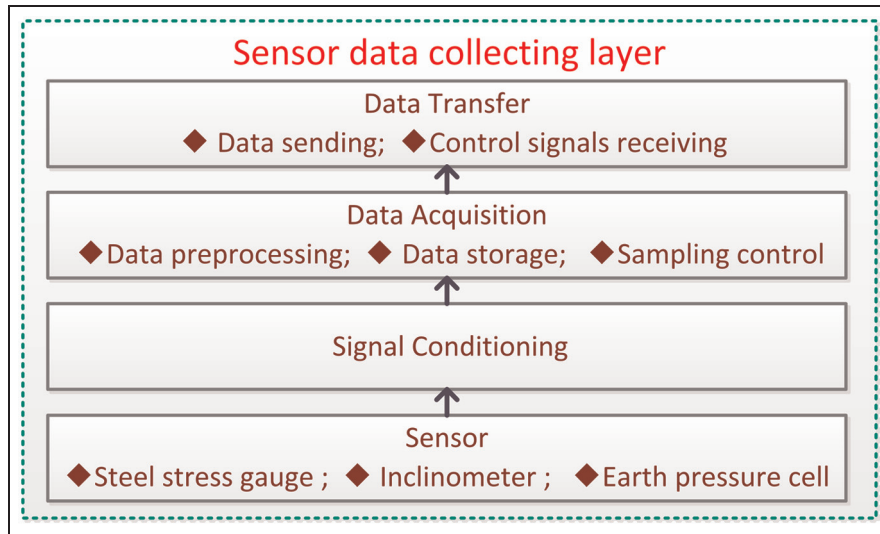 Sensor data collecting layer
Data Transfer
◆ Data sending; ◆Control signals receiving
Data Acquisition
◆Data preprocessing; ◆ Data storage; ◆Sampling control
Signal Conditioning
Sensor
◆Steel stress gauge ; ◆ Inclinometer ; ◆Earth pressure cell